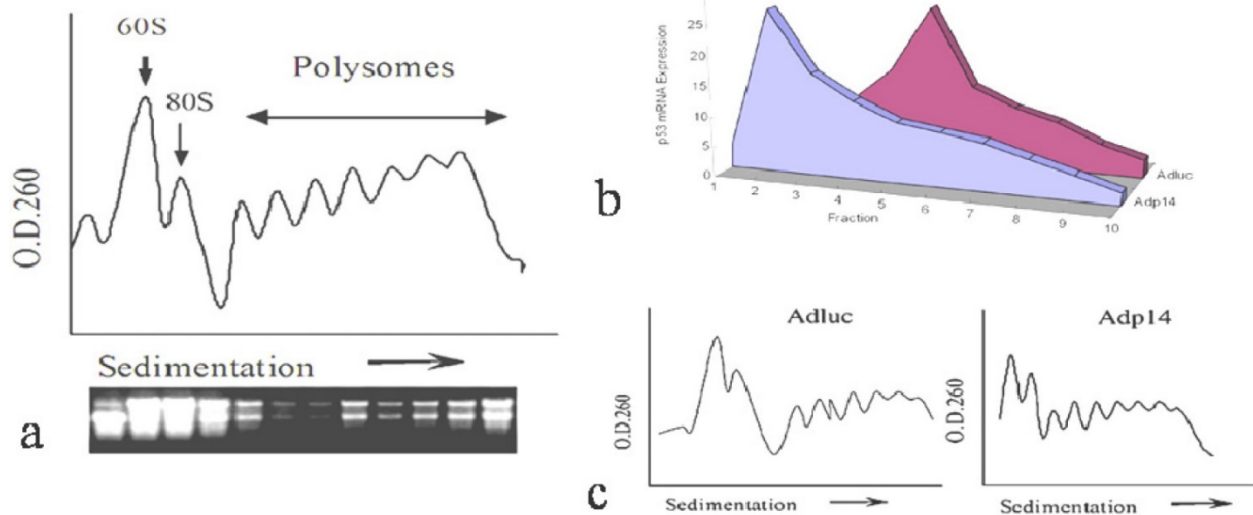 60S
80S
Polysomes
O.D.260
Sedimentation
a
25
20
15
10
5
0
p53 mRNA Expression
1 2 3 4 5 6 7 8 9 10
Fraction
Adluc
Adp14
b
Adluc
O.D.260
Sedimentation
Adp14
O.D.260
Sedimentation
c